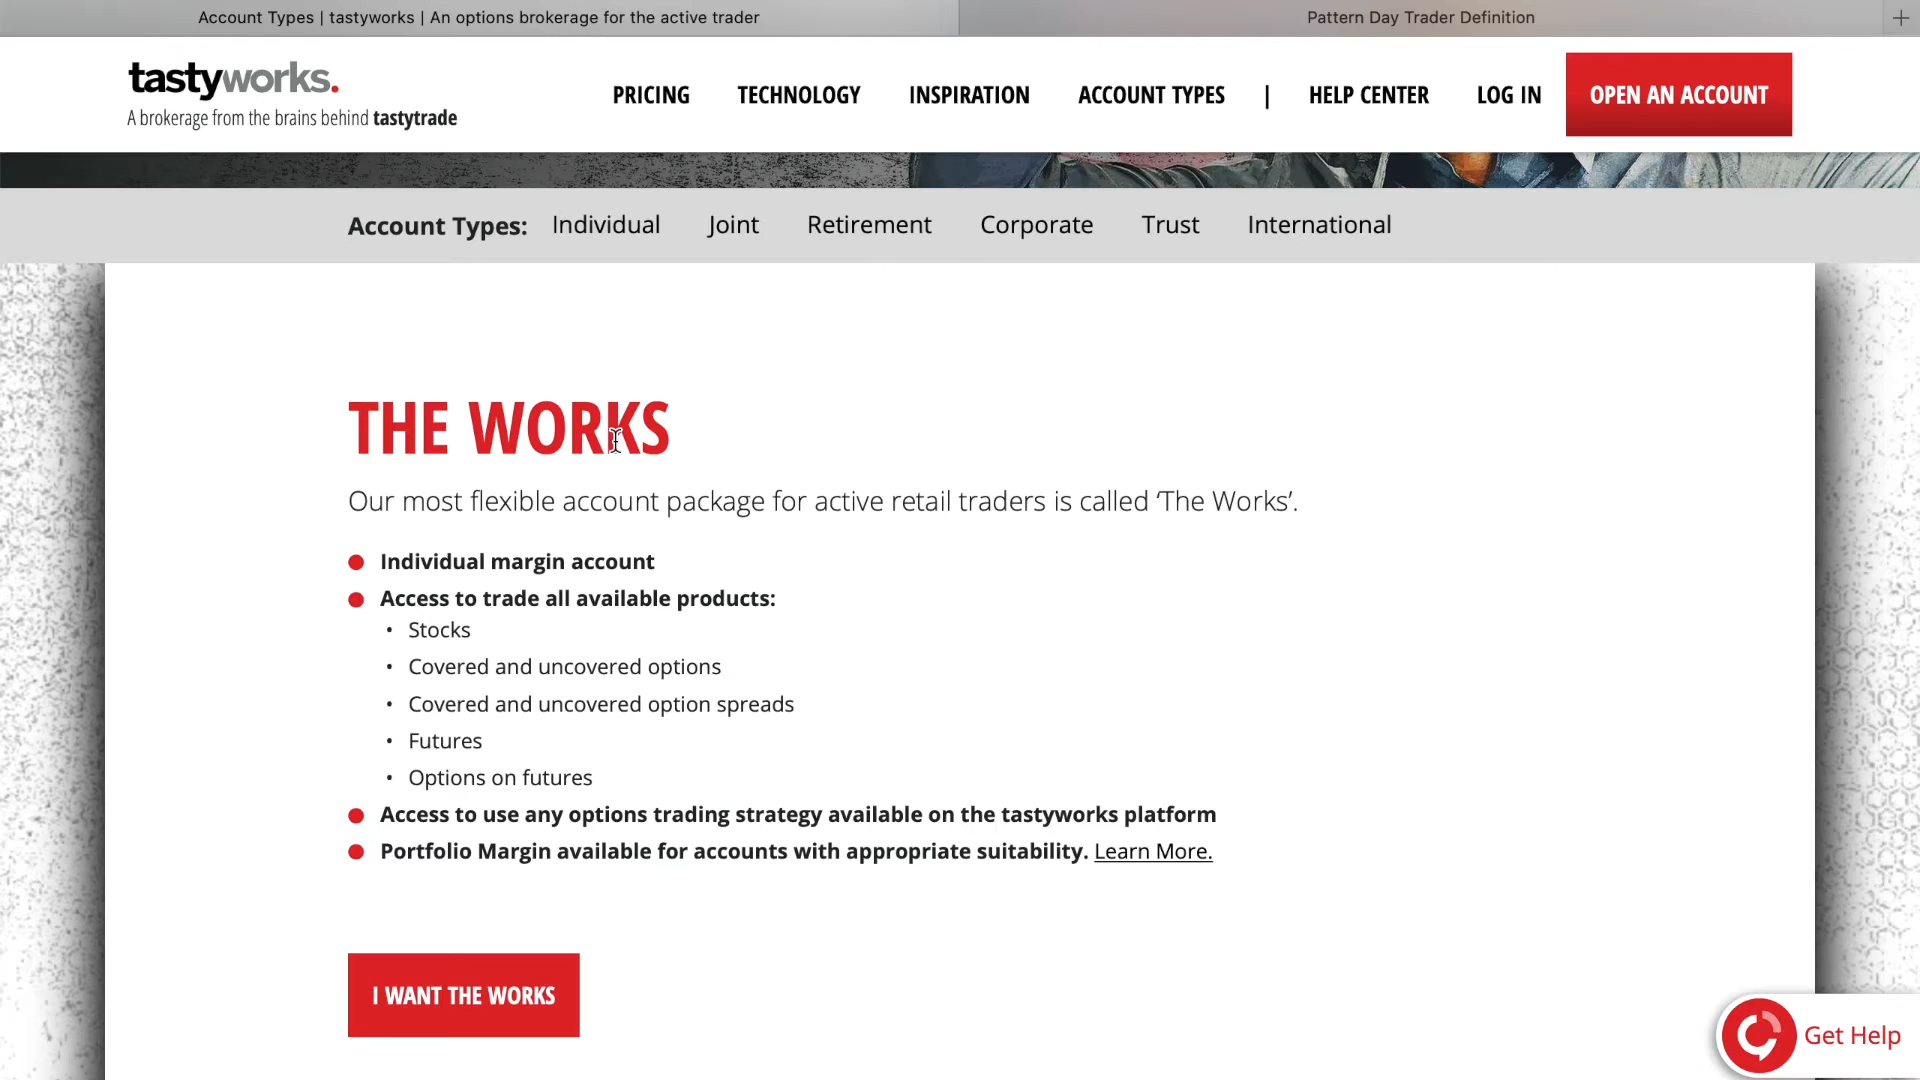 Account Types | tastyworks | An options brokerage for the active trader
Pattern Day Trader Definition
tastyworks.
A brokerage from the brains behind tastytrade
PRICING TECHNOLOGY INSPIRATION ACCOUNT TYPES | HELP CENTER LOG IN OPEN AN ACCOUNT
Account Types: Individual Joint Retirement Corporate Trust International
THE WORKS
Our most flexible account package for active retail traders is called ‘The Works’.
Individual margin account
Access to trade all available products:
• Stocks
• Covered and uncovered options
• Covered and uncovered option spreads
• Futures
• Options on futures
Access to use any options trading strategy available on the tastyworks platform
Portfolio Margin available for accounts with appropriate suitability. Learn More.
I WANT THE WORKS
Get Help